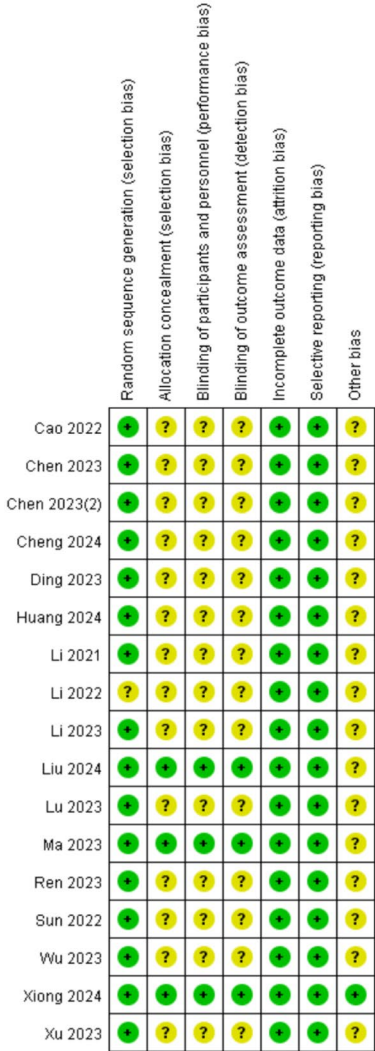 Random sequence generation (selection bias)
Allocation concealment (selection bias)
Blinding of participants and personnel (performance bias)
Blinding of outcome assessment (detection bias)
Incomplete outcome data (attrition bias)
Selective reporting (reporting bias)
Other bias
Cao 2022 + ? ? ? + + ?
Chen 2023 + ? ? ? + + ?
Chen 2023(2) + ? ? ? + + ?
Cheng 2024 + ? ? ? + + ?
Ding 2023 + ? ? ? + + ?
Huang 2024 + ? ? ? + + ?
Li 2021 + ? ? ? + + ?
Li 2022 ? ? ? ? + + ?
Li 2023 + ? ? ? + + ?
Liu 2024 + + + + + + ?
Lu 2023 + ? ? ? + + ?
Ma 2023 + + + + + + ?
Ren 2023 + ? ? ? + + ?
Sun 2022 + ? ? ? + + ?
Wu 2023 + ? ? ? + + ?
Xiong 2024 + + + + + + +
Xu 2023 + ? ? ? + + ?